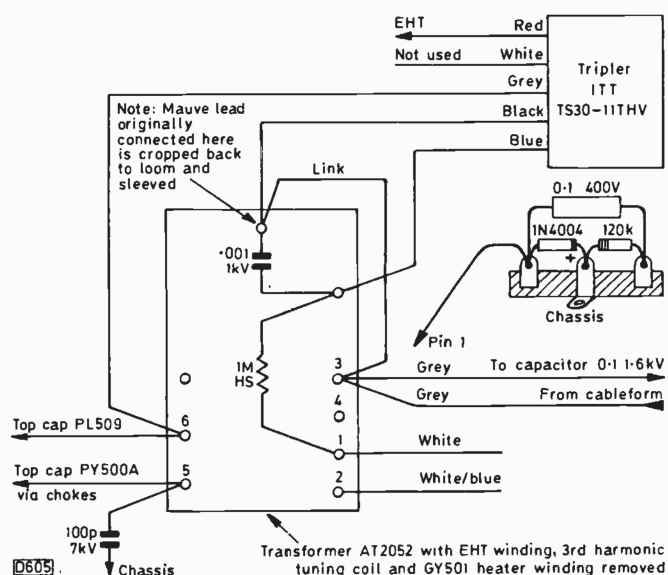 EHT
Red
Not used
White
Grey
Black
Blue
Tripler
ITT
TS30-11THV
Note: Mauve lead
originally
connected here
is cropped back
to loom and
sleeved
Link
0·1 400V
1N4004
120k
+
Chassis
·001
1kV
Pin 1
1M
HS
3
Grey
To capacitor 0·1 1·6kV
4
Grey
From cableform
6
Top cap PL509
1
White
5
Top cap PY500A
via chokes
2
White/blue
100p
7kV
Chassis
D605
Transformer AT2052 with EHT winding, 3rd harmonic
tuning coil and GY501 heater winding removed